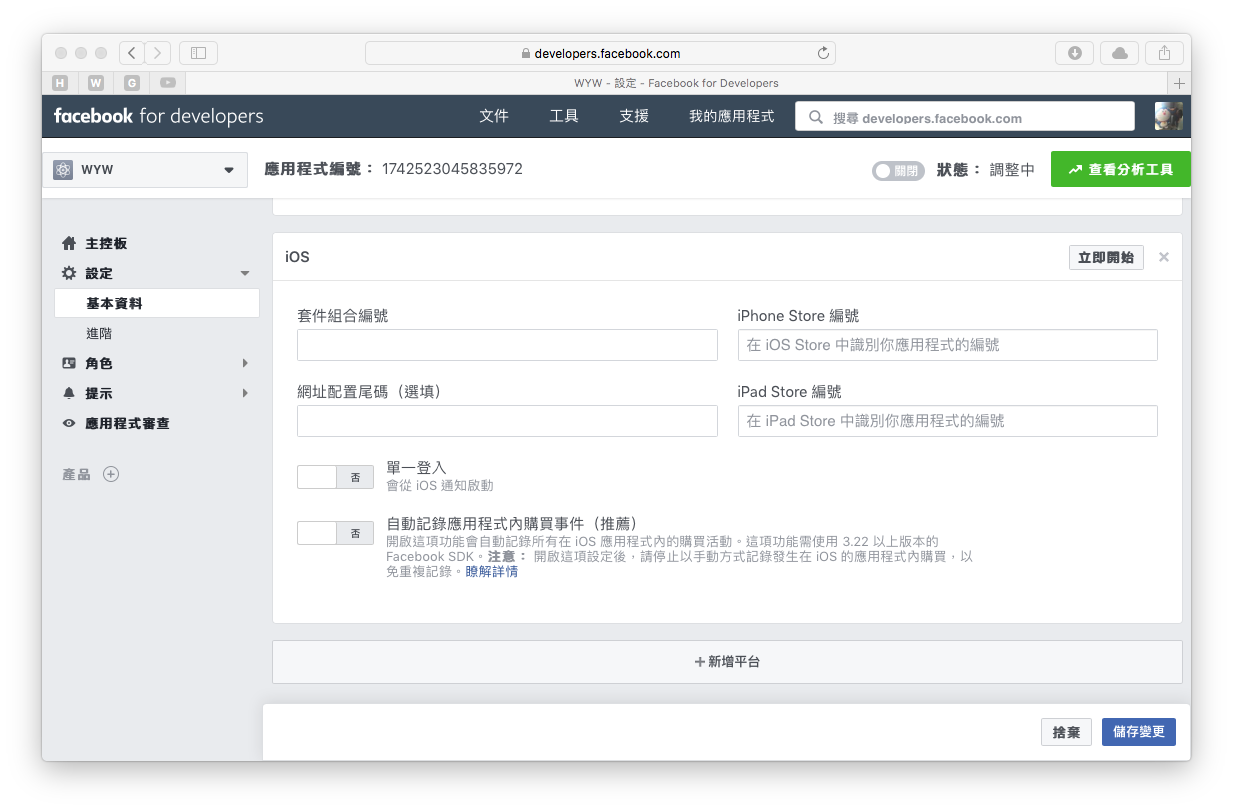 developers.facebook.com
H W G
WYW - 設定 - Facebook for Developers
facebook for developers 文件 工具 支援 我的應用程式 搜尋 developers.facebook.com
WYW 應用程式編號： 1742523045835972 關閉 狀態： 調整中 查看分析工具
主控板
設定
基本資料
進階
角色
提示
應用程式審查
產品
iOS 立即開始
套件組合編號
iPhone Store 編號
在 iOS Store 中識別你應用程式的編號
網址配置尾碼（選填）
iPad Store 編號
在 iPad Store 中識別你應用程式的編號
否 單一登入
會從 iOS 通知啟動
否 自動記錄應用程式內購買事件（推薦）
開啟這項功能會自動記錄所有在 iOS 應用程式內的購買活動。這項功能需使用 3.22 以上版本的
Facebook SDK。注意： 開啟這項設定後，請停止以手動方式記錄發生在 iOS 的應用程式內購買，以
免重複記錄。瞭解詳情
+ 新增平台
捨棄 儲存變更